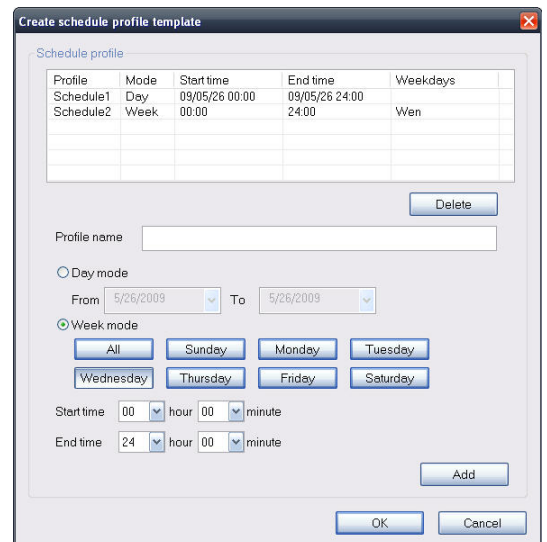 Create schedule profile template
Schedule profile
Profile Mode Start time End time Weekdays
Schedule1 Day 09/05/26 00:00 09/05/26 24:00
Schedule2 Week 00:00 24:00 Wen
Delete
Profile name
Day mode
From 5/26/2009 To 5/26/2009
Week mode
All Sunday Monday Tuesday
Wednesday Thursday Friday Saturday
Start time 00 hour 00 minute
End time 24 hour 00 minute
Add
OK Cancel